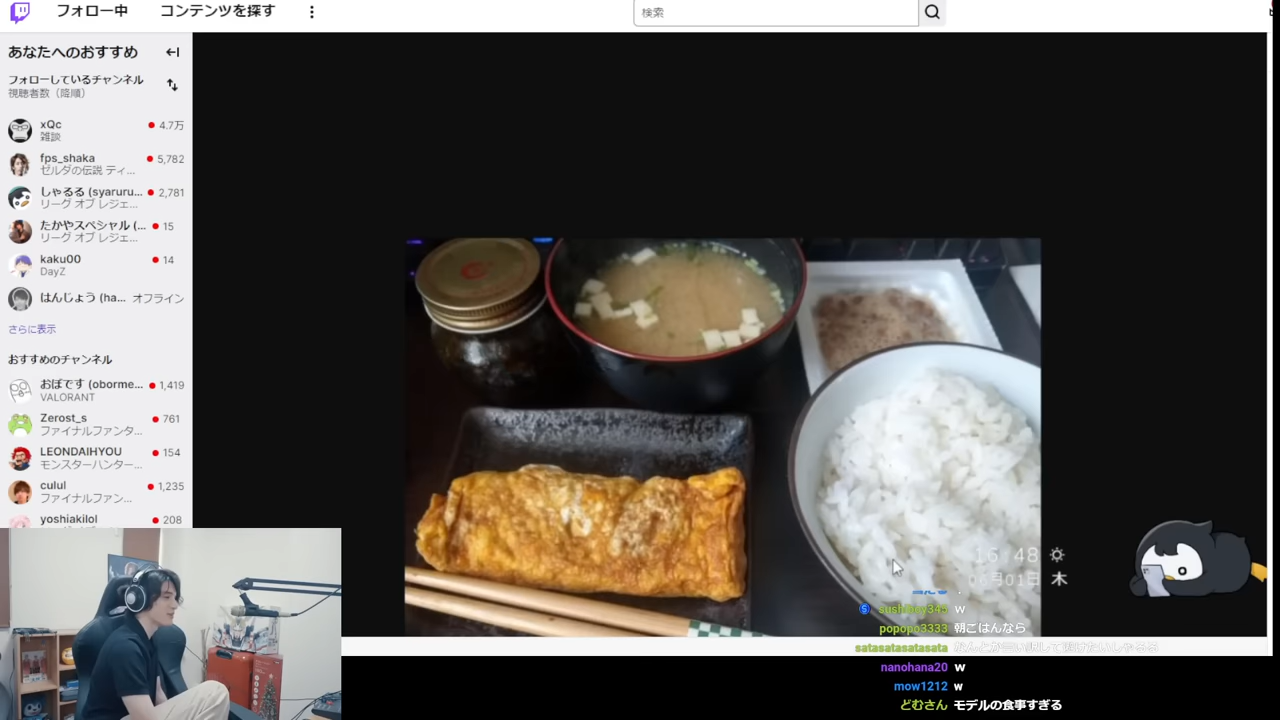 フォロー中
コンテンツを探す
検索
あなたへのおすすめ
フォローしているチャンネル
視聴者数（降順）
xQc
4.7万
雑談
fps_shaka
5,782
ゼルダの伝説 ティ...
しゃるる (syaruru...
2,781
リーグ オブ レジェ...
たかやスペシャル (...
15
リーグ オブ レジェ...
kaku00
14
DayZ
はんじょう (ha...
オフライン
さらに表示
おすすめのチャンネル
おぼです (oborme...
1,419
VALORANT
Zerost_s
761
ファイナルファンタ...
LEONDAIHYOU
154
モンスターハンター...
culul
1,235
ファイナルファン...
yoshiakilol
208
16 48
06月01日 木
w
popopo3333 朝ごはんなら
satasatasatasata
nanohana20 w
mow1212 w
どむさん モデルの食事すぎる